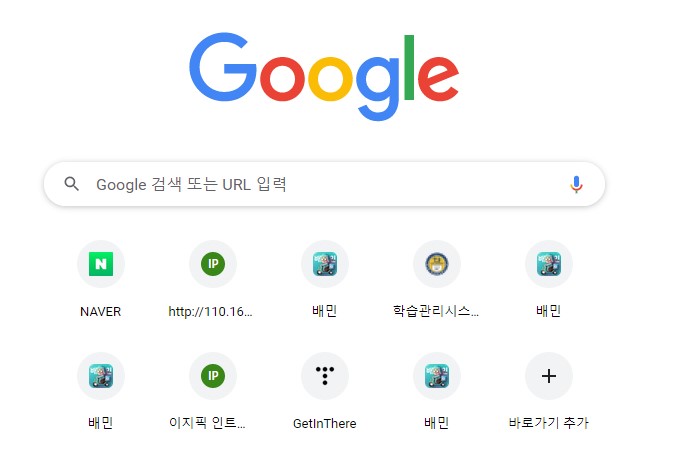 Google
Google 검색 또는 URL 입력
N
IP
NAVER
http://110.16...
배민
학습관리시스...
배민
IP
배민
이지픽 인트...
GetInThere
배민
바로가기 추가